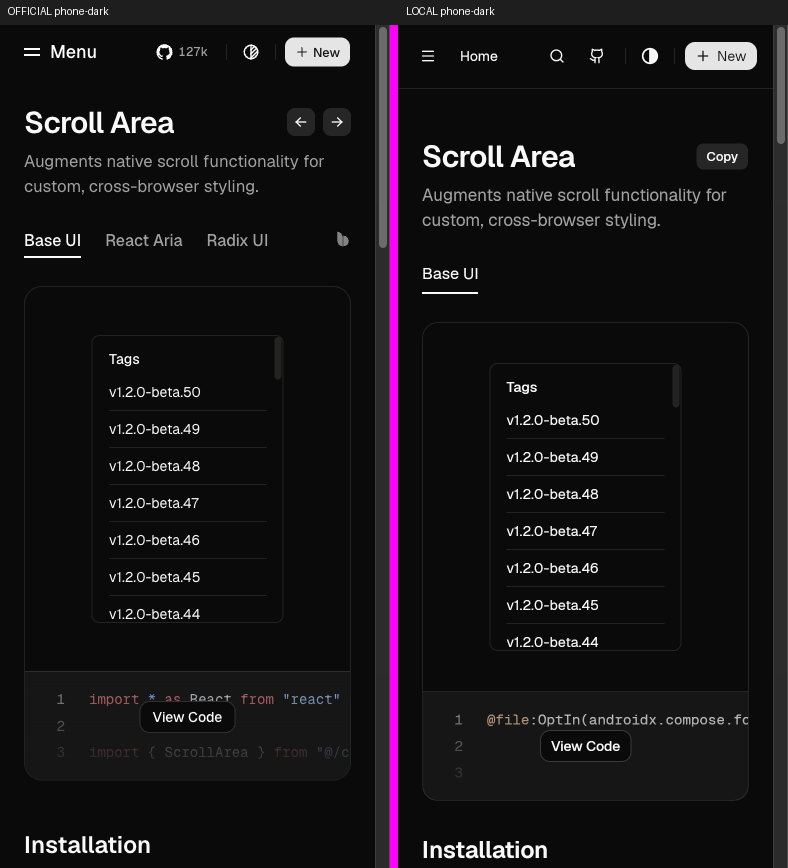 OFFICIAL phone-dark
Menu
127k
New
Scroll Area
Augments native scroll functionality for
custom, cross-browser styling.
Base UI
React Aria
Radix UI
Tags
v1.2.0-beta.50
v1.2.0-beta.49
v1.2.0-beta.48
v1.2.0-beta.47
v1.2.0-beta.46
v1.2.0-beta.45
v1.2.0-beta.44
1 import * as React from "react"
2
View Code
3 import { ScrollArea } from "@/c
Installation
LOCAL phone-dark
Home
New
Scroll Area
Copy
Augments native scroll functionality for
custom, cross-browser styling.
Base UI
Tags
v1.2.0-beta.50
v1.2.0-beta.49
v1.2.0-beta.48
v1.2.0-beta.47
v1.2.0-beta.46
v1.2.0-beta.45
v1.2.0-beta.44
1 @file:OptIn(androidx.compose.fo
2
View Code
3
Installation